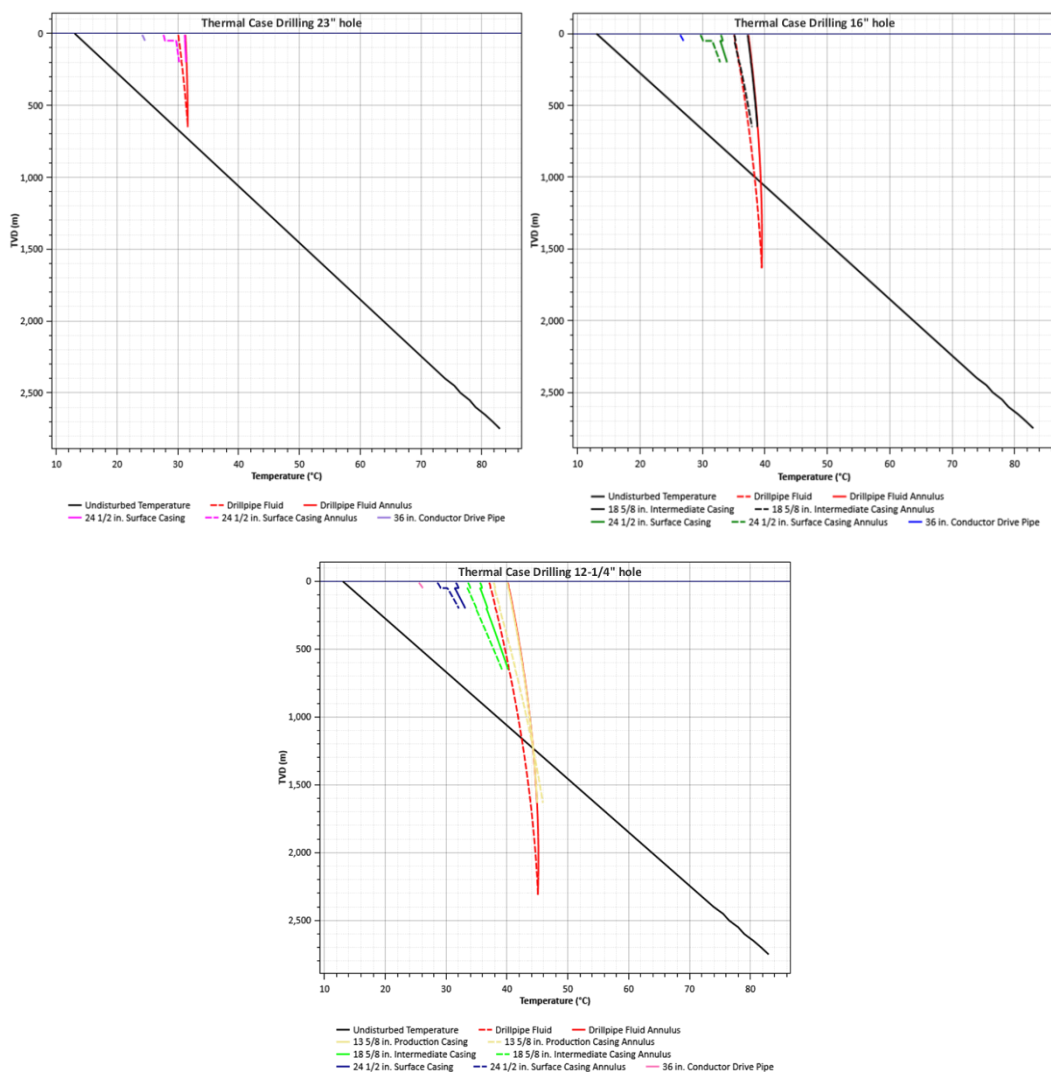 Thermal Case Drilling 23" hole
0
500
1,000
1,500
2,000
2,500
TVD (m)
10 20 30 40 50 60 70 80
Temperature (°C)
Undisturbed Temperature Drillpipe Fluid Drillpipe Fluid Annulus
24 1/2 in. Surface Casing 24 1/2 in. Surface Casing Annulus 36 in. Conductor Drive Pipe
Thermal Case Drilling 16" hole
0
500
1,000
1,500
2,000
2,500
TVD (m)
10 20 30 40 50 60 70 80
Temperature (°C)
Undisturbed Temperature Drillpipe Fluid Drillpipe Fluid Annulus
18 5/8 in. Intermediate Casing 18 5/8 in. Intermediate Casing Annulus
24 1/2 in. Surface Casing 24 1/2 in. Surface Casing Annulus 36 in. Conductor Drive Pipe
Thermal Case Drilling 12-1/4" hole
0
500
1,000
1,500
2,000
2,500
TVD (m)
10 20 30 40 50 60 70 80
Temperature (°C)
Undisturbed Temperature Drillpipe Fluid Drillpipe Fluid Annulus
13 5/8 in. Production Casing 13 5/8 in. Production Casing Annulus
18 5/8 in. Intermediate Casing 18 5/8 in. Intermediate Casing Annulus
24 1/2 in. Surface Casing 24 1/2 in. Surface Casing Annulus 36 in. Conductor Drive Pipe